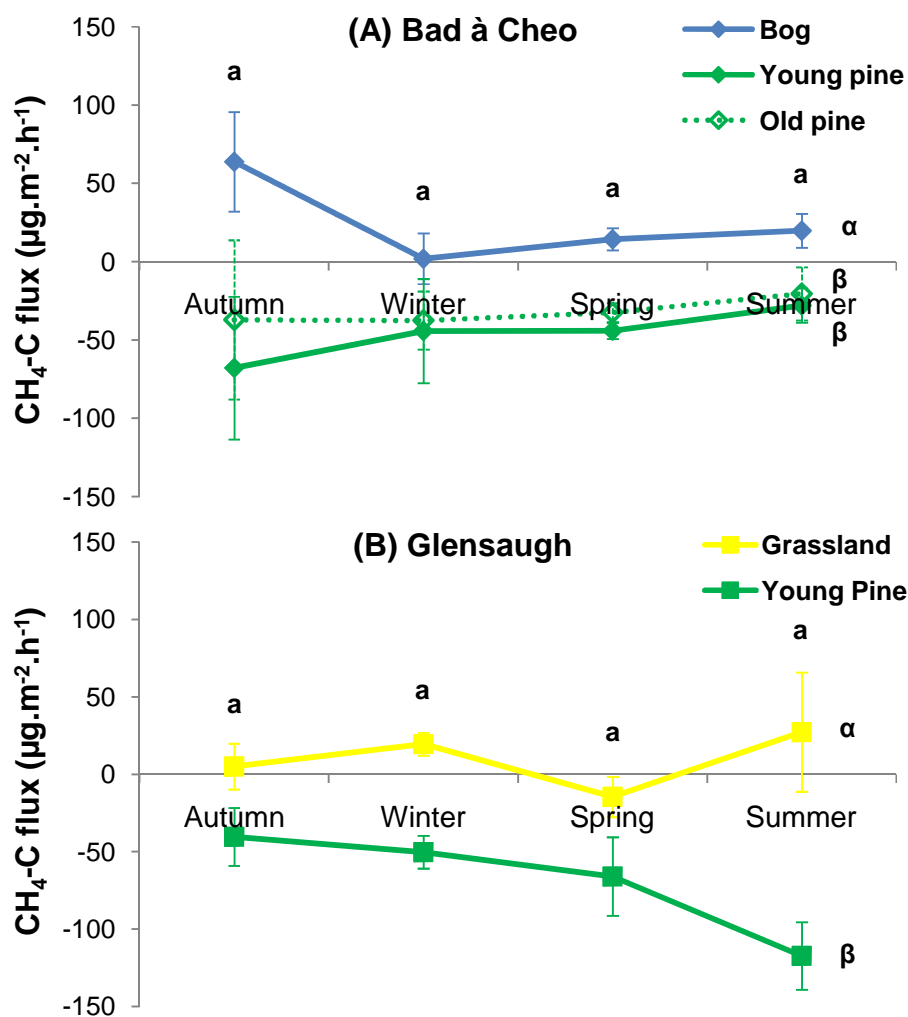 (A) Bad à Cheo
Bog
Young pine
Old pine
CH₄-C flux (µg.m⁻².h⁻¹)
150
100
50
0
-50
-100
-150
a
a
a
a
α
β
β
Autumn Winter Spring Summer
(B) Glensaugh
Grassland
Young Pine
CH₄-C flux (µg.m⁻².h⁻¹)
150
100
50
0
-50
-100
-150
a
a
a
a
α
β
Autumn Winter Spring Summer